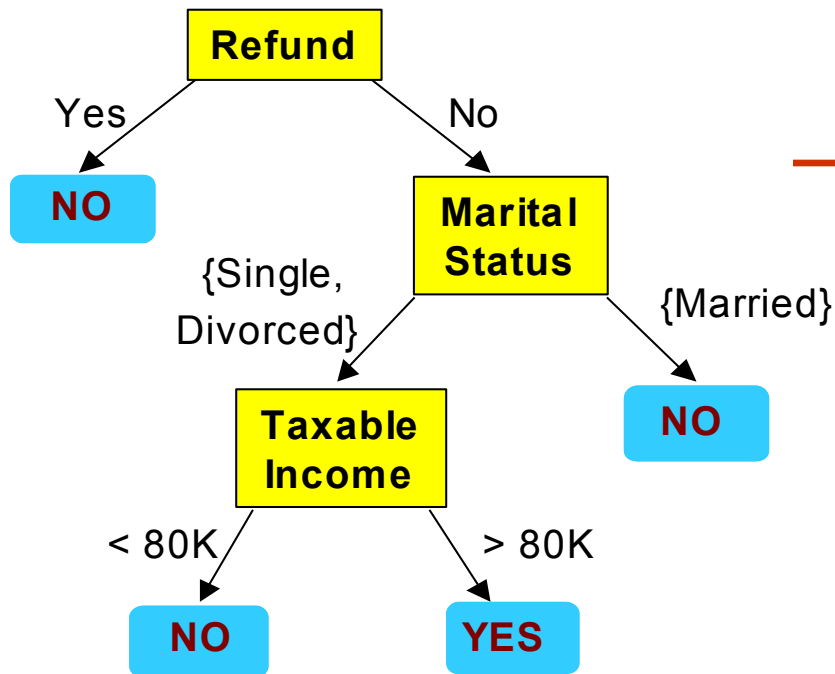 Refund
Yes
No
NO
Marital
Status
{Single,
Divorced}
{Married}
Taxable
Income
NO
< 80K
> 80K
NO
YES